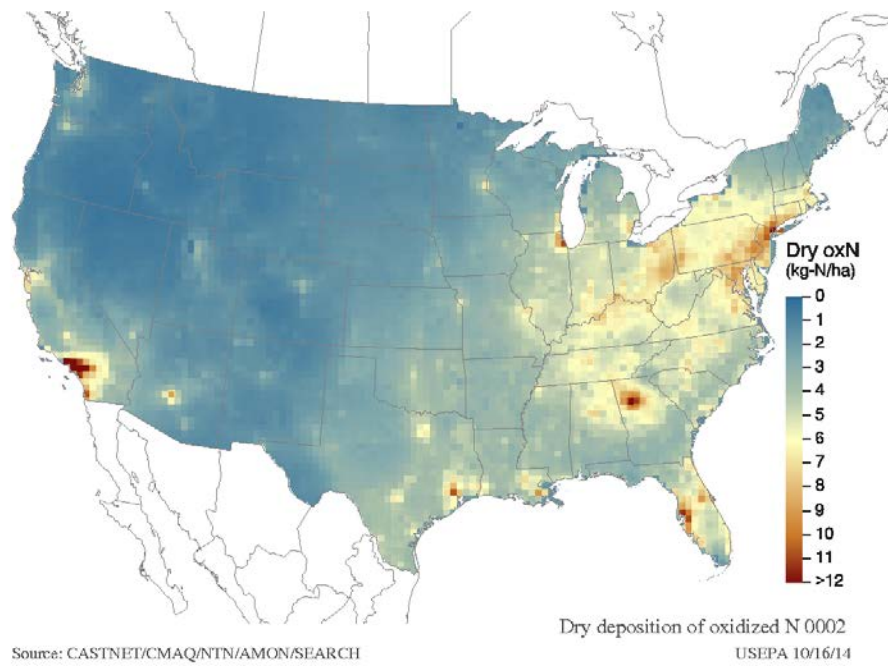 Dry oxN
(kg-N/ha)
0
1
2
3
4
5
6
7
8
9
10
11
>12
Dry deposition of oxidized N 0002
Source: CASTNET/CMAQ/NTN/AMON/SEARCH
USEPA 10/16/14